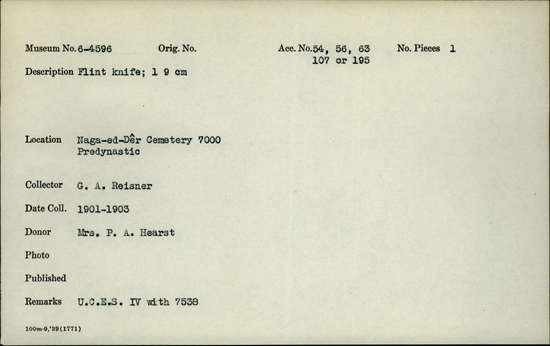 Museum No. 6-4596 Orig. No. Acc. No. 54, 56, 63 No. Pieces 1
107 or 195
Description Flint knife; l 9 cm
Location Naga-ed-Dêr Cemetery 7000
Predynastic
Collector G. A. Reisner
Date Coll. 1901-1903
Donor Mrs. P. A. Hearst
Photo
Published
Remarks U.C.E.S. IV with 7538
100m-9,'39(1771)